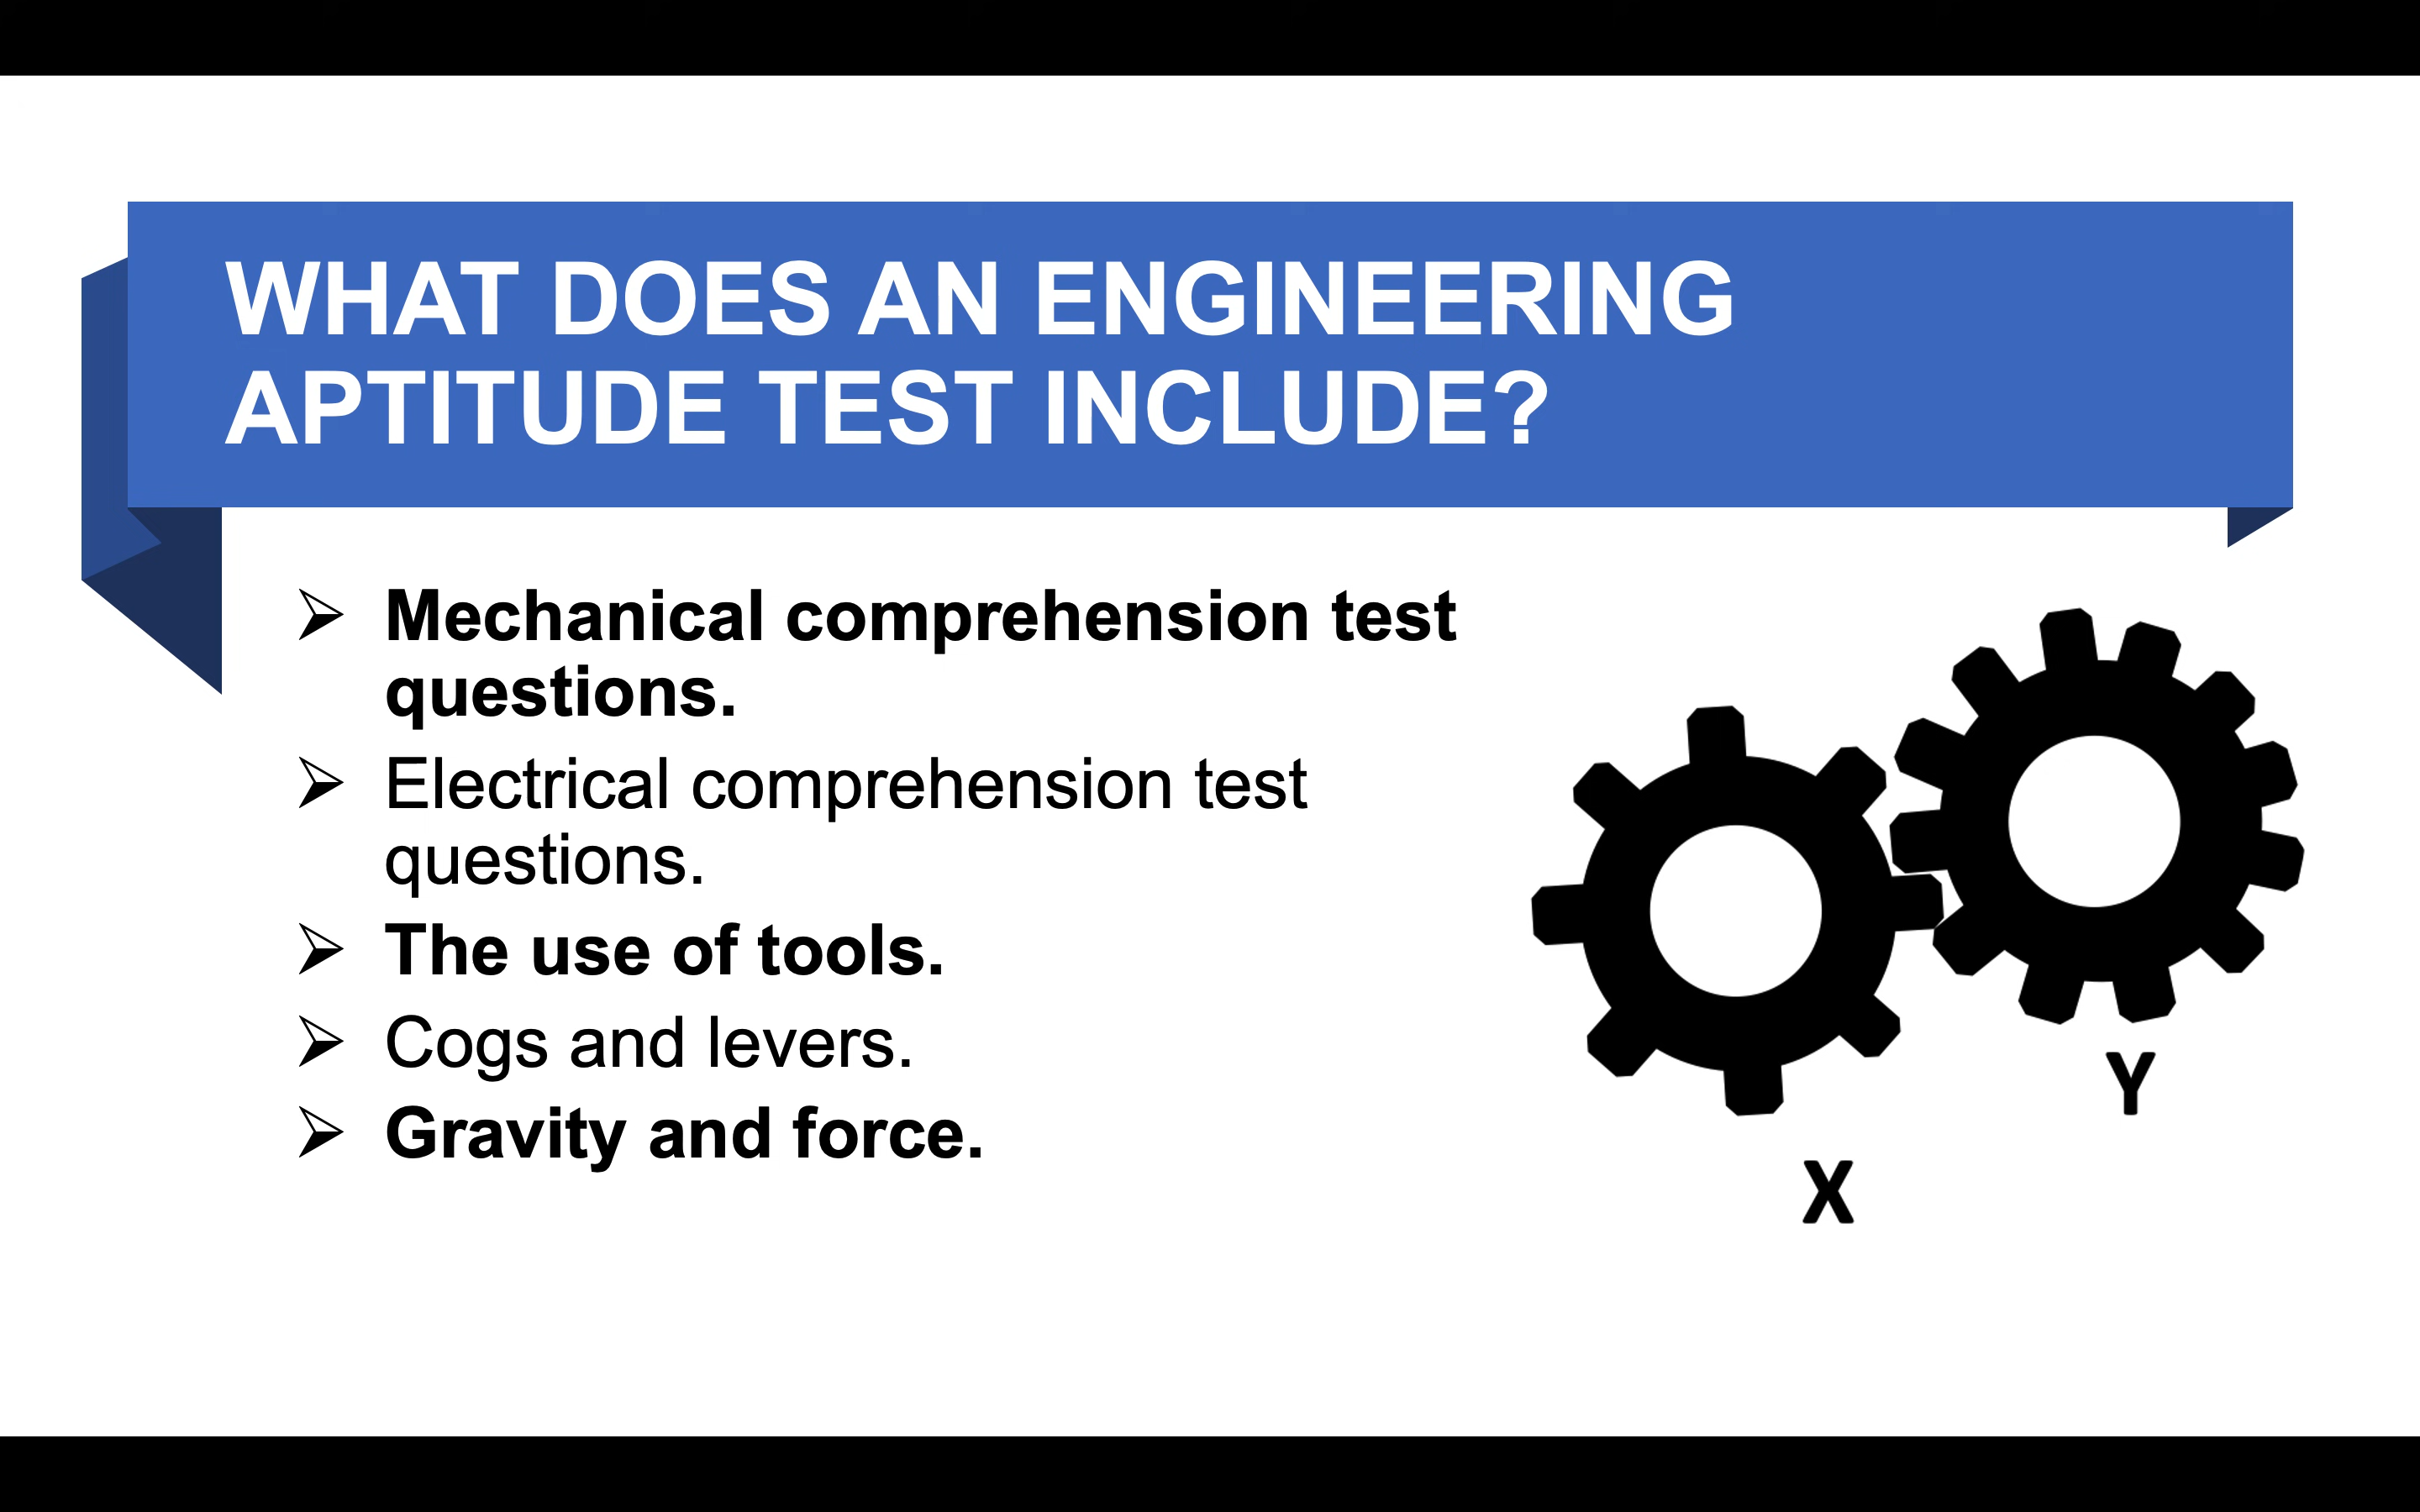 WHAT DOES AN ENGINEERING
APTITUDE TEST INCLUDE?
Mechanical comprehension test
questions.
Electrical comprehension test
questions.
The use of tools.
Cogs and levers.
Gravity and force.
Y
X